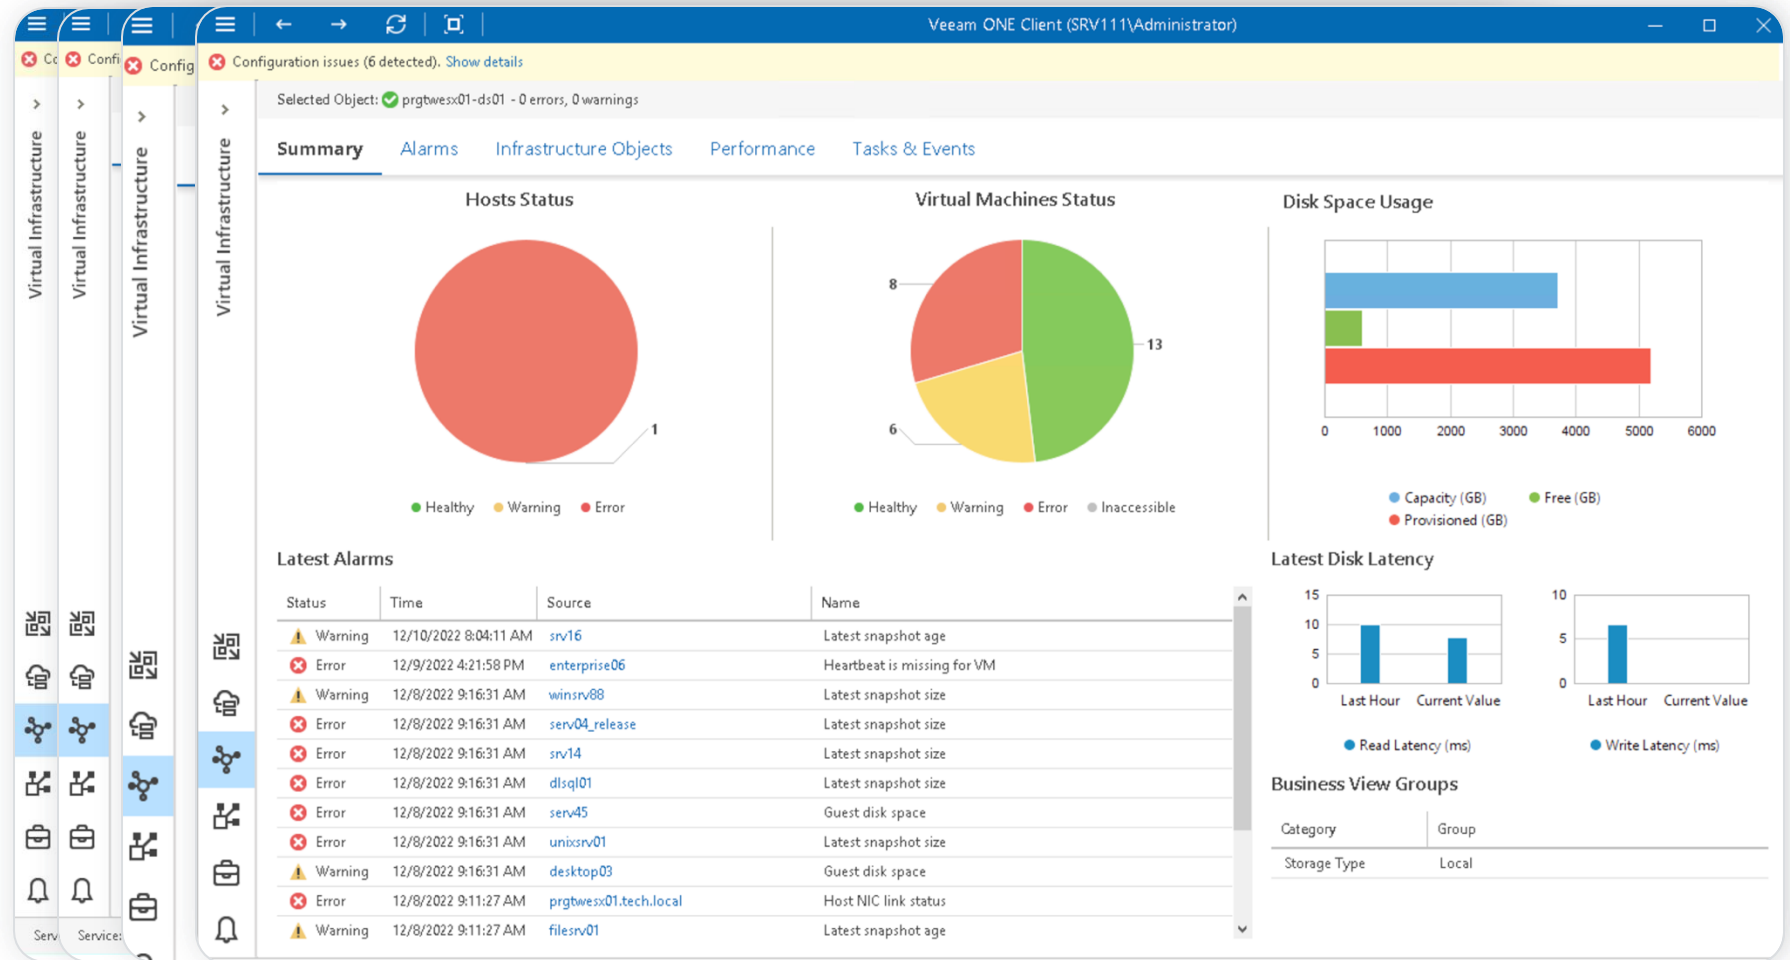 Veeam ONE Client (SRV111\Administrator)
Configuration issues (6 detected). Show details
Confi
Config
Selected Object: prgtwesx01-ds01 - 0 errors, 0 warnings
Virtual Infrastructure
Virtual Infrastructure
Virtual Infrastructure
Virtual Infrastructure
Summary Alarms Infrastructure Objects Performance Tasks & Events
Hosts Status
1
Healthy Warning Error
Virtual Machines Status
8
13
6
Healthy Warning Error Inaccessible
Disk Space Usage
0 1000 2000 3000 4000 5000 6000
Capacity (GB) Free (GB)
Provisioned (GB)
Latest Alarms
Status Time Source Name
Warning 12/10/2022 8:04:11 AM srv16 Latest snapshot age
Error 12/9/2022 4:21:58 PM enterprise06 Heartbeat is missing for VM
Warning 12/8/2022 9:16:31 AM winsrv88 Latest snapshot size
Error 12/8/2022 9:16:31 AM serv04_release Latest snapshot size
Error 12/8/2022 9:16:31 AM srv14 Latest snapshot size
Error 12/8/2022 9:16:31 AM dlsql01 Latest snapshot size
Error 12/8/2022 9:16:31 AM serv45 Guest disk space
Error 12/8/2022 9:16:31 AM unixsrv01 Latest snapshot size
Warning 12/8/2022 9:16:31 AM desktop03 Guest disk space
Error 12/8/2022 9:11:27 AM prgtwesx01.tech.local Host NIC link status
Warning 12/8/2022 9:11:27 AM filesrv01 Latest snapshot age
Latest Disk Latency
15
10
5
0
Last Hour Current Value
Read Latency (ms)
10
5
0
Last Hour Current Value
Write Latency (ms)
Business View Groups
Category Group
Storage Type Local
Serv
Service: